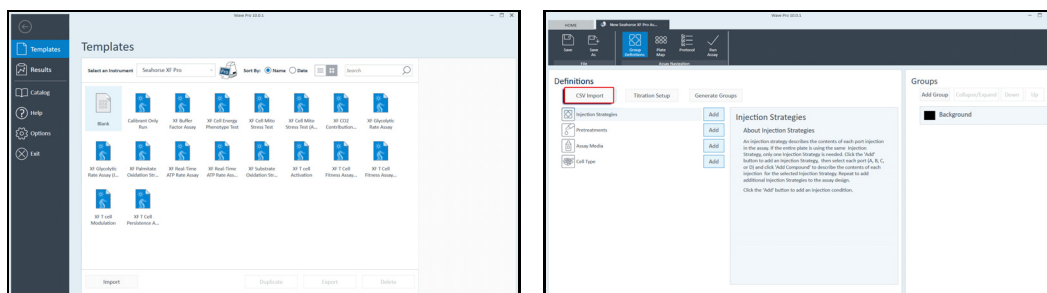 Wave Pro 10.0.1
Templates
Results
Catalog
Help
Options
Exit
Templates
Select an Instrument Seahorse XF Pro Sort By: Name Date Search
Blank
Calibrant Only Run
XF Buffer Factor Assay
XF Cell Energy Phenotype Test
XF Cell Mito Stress Test
XF Cell Mito Stress Test (A...
XF CO2 Contribution...
XF Glycolytic Rate Assay
XF Glycolytic Rate Assay (I...
XF Palmitate Oxidation Str...
XF Real-Time ATP Rate Assay
XF Real-Time ATP Rate Ass...
XF Substrate Oxidation Str...
XF T cell Activation
XF T Cell Fitness Assay...
XF T Cell Fitness Assay...
XF T cell Modulation
XF T Cell Persistence A...
Import Duplicate Export Delete
Wave Pro 10.0.1
HOME New Seahorse XF Pro As...
Save
Save As
Group Definitions
Plate Map
Protocol
Run Assay
File Assay Navigation
Definitions
CSV Import Titration Setup Generate Groups
Injection Strategies Add
Pretreatments Add
Assay Media Add
Cell Type Add
Injection Strategies
About Injection Strategies
An injection strategy describes the contents of each port injection
in the assay. If the entire plate is using the same Injection
Strategy, only one Injection Strategy is needed. Click the 'Add'
button to add an Injection Strategy, then select each port (A, B, C,
or D) and click 'Add Compound' to describe the contents of each
injection for the selected Injection Strategy. Repeat to add
additional Injection Strategies to the assay design.
Click the 'Add' button to add an injection condition.
Groups
Add Group Collapse/Expand Down Up
Background